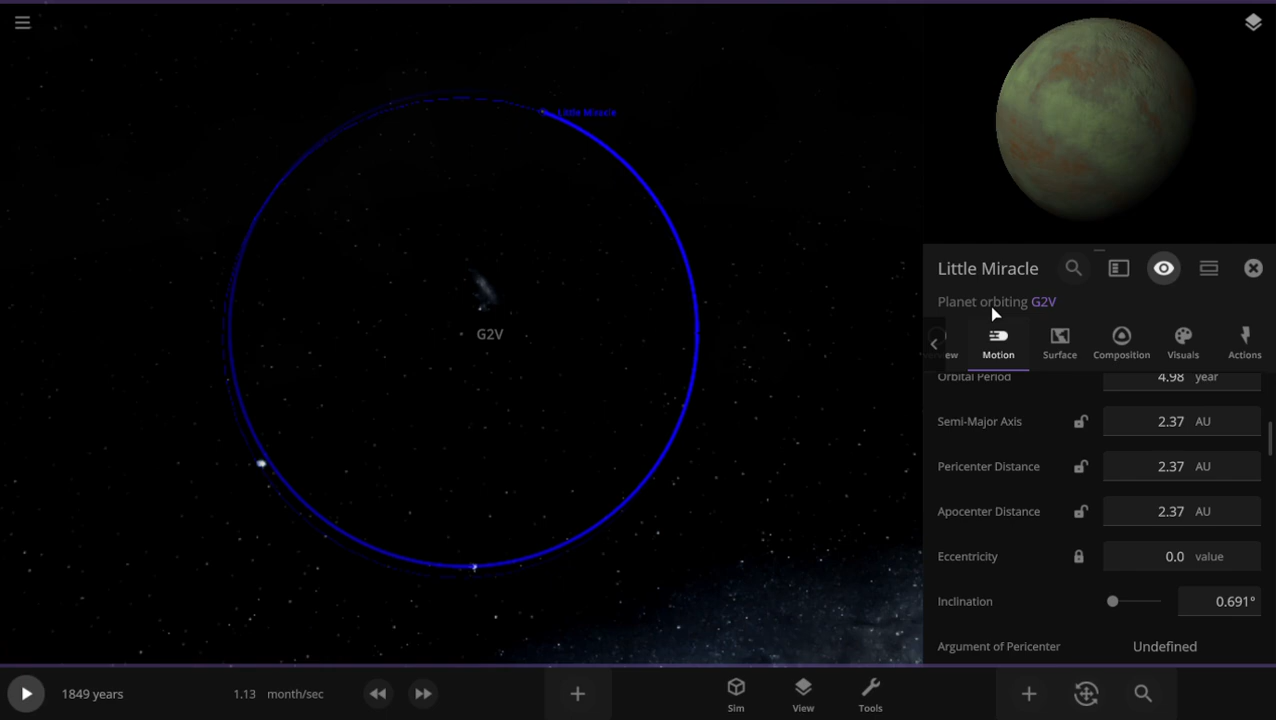 Little Miracle
G2V
Little Miracle
Planet orbiting G2V
Motion
Surface
Composition
Visuals
Actions
Orbital Period 4.98 year
Semi-Major Axis 2.37 AU
Pericenter Distance 2.37 AU
Apocenter Distance 2.37 AU
Eccentricity 0.0 value
Inclination 0.691°
Argument of Pericenter Undefined
1849 years
1.13 month/sec
Sim
View
Tools